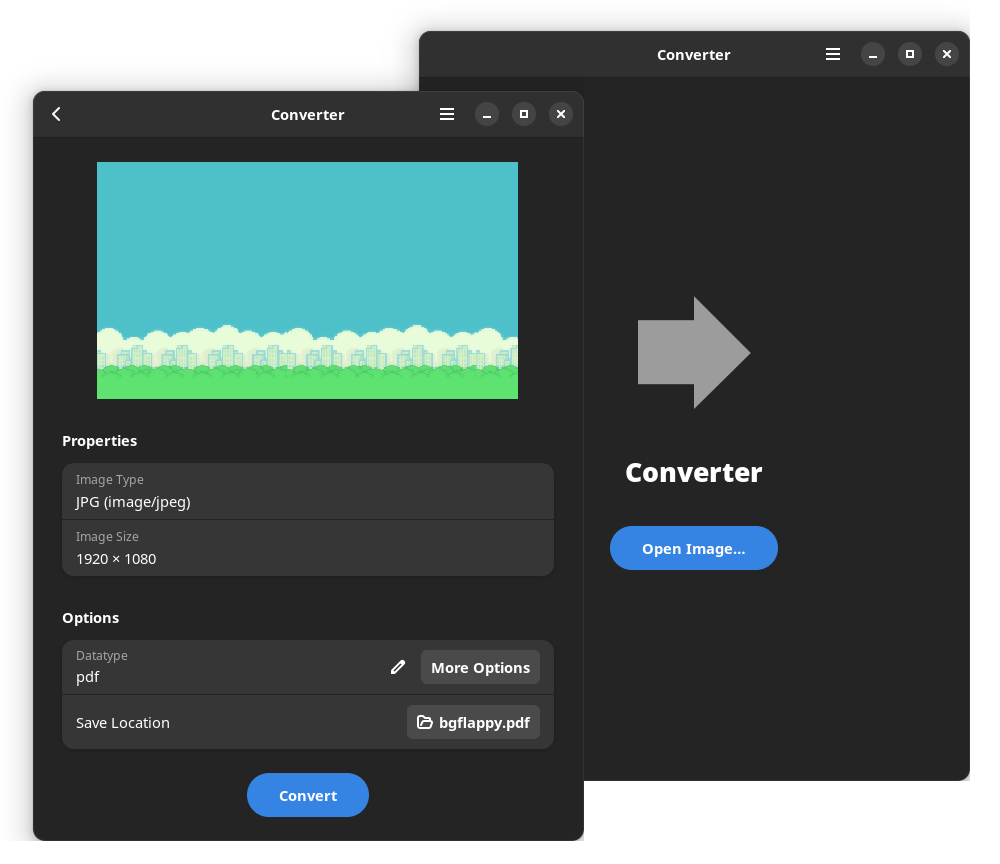 Converter
Converter
Properties
Image Type
JPG (image/jpeg)
Image Size
1920 × 1080
Options
Datatype
pdf
More Options
Save Location
bgflappy.pdf
Convert
Converter
Open Image...